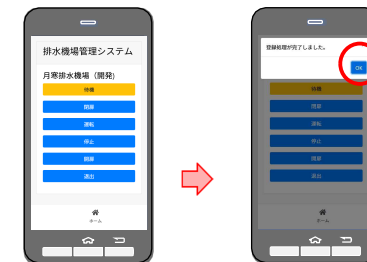 排水機場管理システム
月寒排水機場（開発)
待機
閉扉
運転
停止
開扉
退出
ホーム
登録処理が完了しました。
OK
待機
閉扉
運転
停止
開扉
退出
ホーム